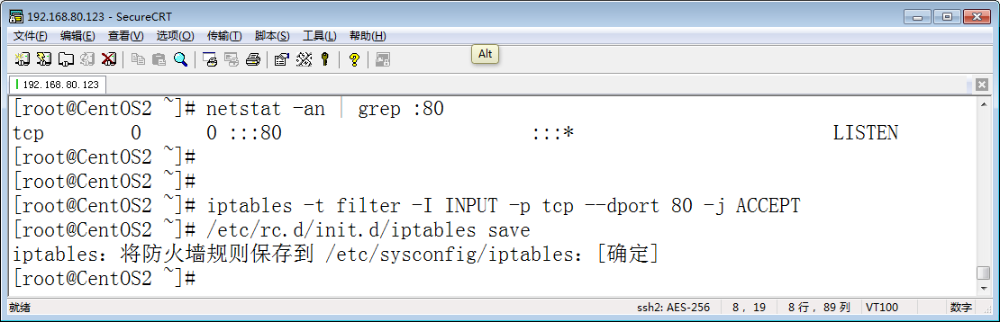 192.168.80.123 - SecureCRT
文件(F) 编辑(E) 查看(V) 选项(O) 传输(T) 脚本(S) 工具(L) 帮助(H)
Alt
192.168.80.123
[root@CentOS2 ~]# netstat -an | grep :80
tcp 0 0 :::80 :::* LISTEN
[root@CentOS2 ~]#
[root@CentOS2 ~]#
[root@CentOS2 ~]# iptables -t filter -I INPUT -p tcp --dport 80 -j ACCEPT
[root@CentOS2 ~]# /etc/rc.d/init.d/iptables save
iptables：将防火墙规则保存到 /etc/sysconfig/iptables：[确定]
[root@CentOS2 ~]#
就绪 ssh2: AES-256 8, 19 8 行, 89 列 VT100 数字